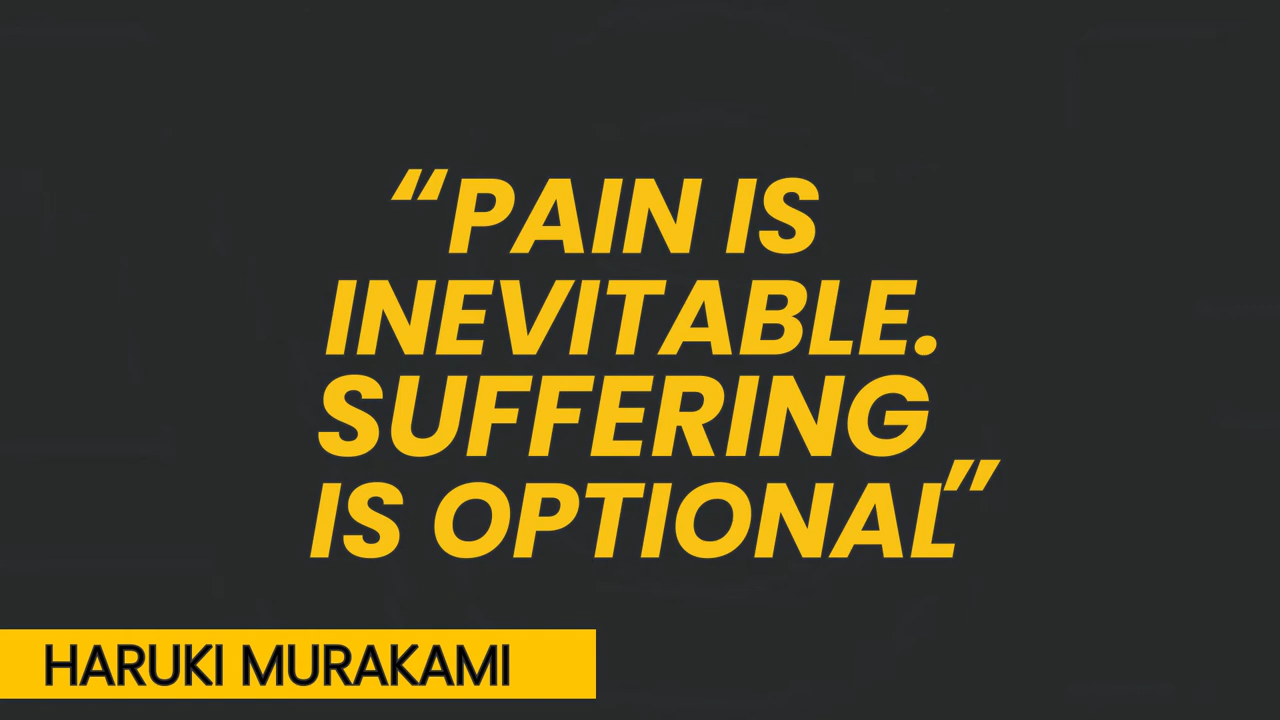 “PAIN IS
INEVITABLE.
SUFFERING
IS OPTIONAL”
HARUKI MURAKAMI